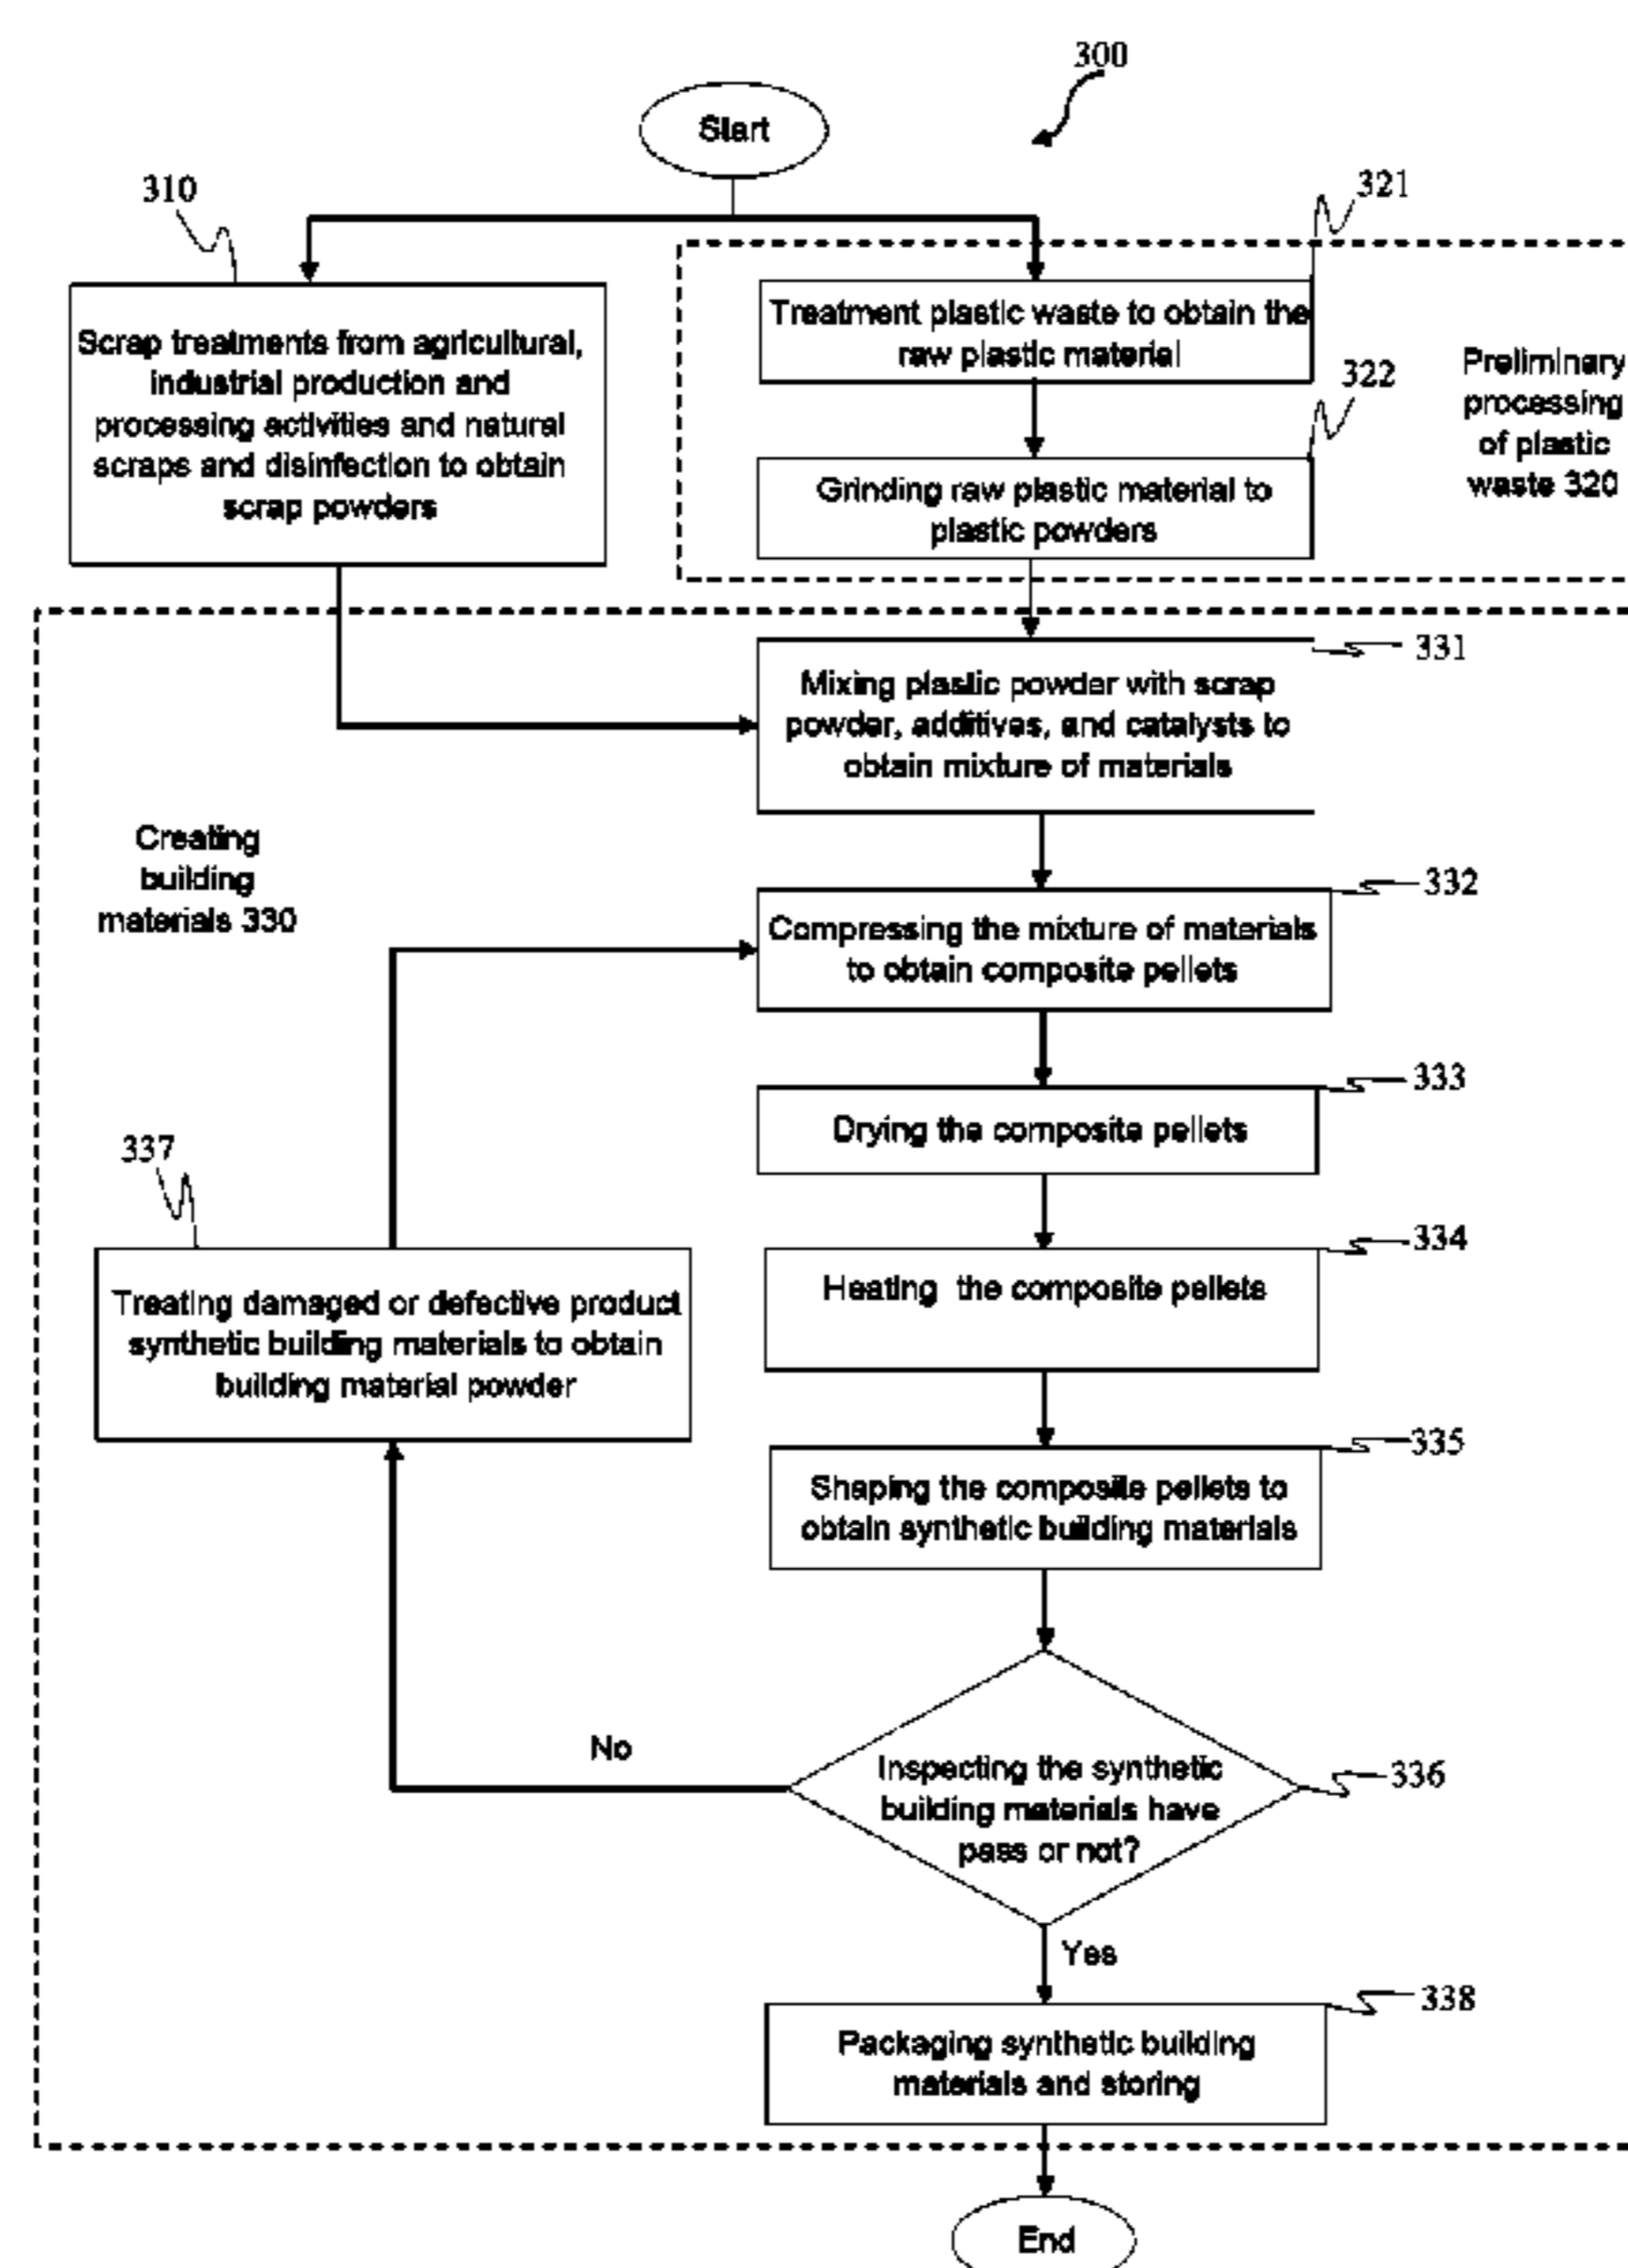 300
Start
310
321
Scrap treatments from agricultural,
industrial production and
processing activities and natural
scraps and disinfection to obtain
scrap powders
Treatment plastic waste to obtain the
raw plastic material
322
Grinding raw plastic material to
plastic powders
Preliminary
processing
of plastic
waste 320
331
Mixing plastic powder with scrap
powder, additives, and catalysts to
obtain mixture of materials
Creating
building
materials 330
332
Compressing the mixture of materials
to obtain composite pellets
333
Drying the composite pellets
337
Treating damaged or defective product
synthetic building materials to obtain
building material powder
334
Heating the composite pellets
335
Shaping the composite pellets to
obtain synthetic building materials
No
336
Inspecting the synthetic
building materials have
pass or not?
Yes
338
Packaging synthetic building
materials and storing
End